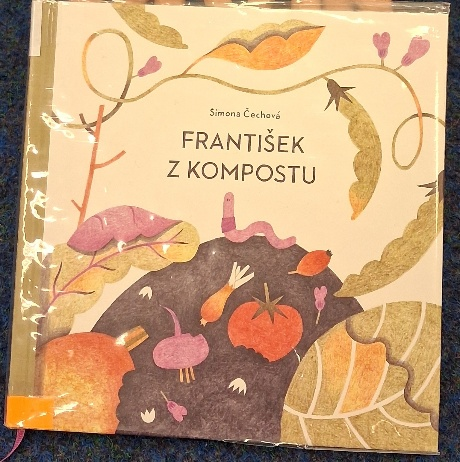 Simona Čechová
FRANTIŠEK
Z KOMPOSTU